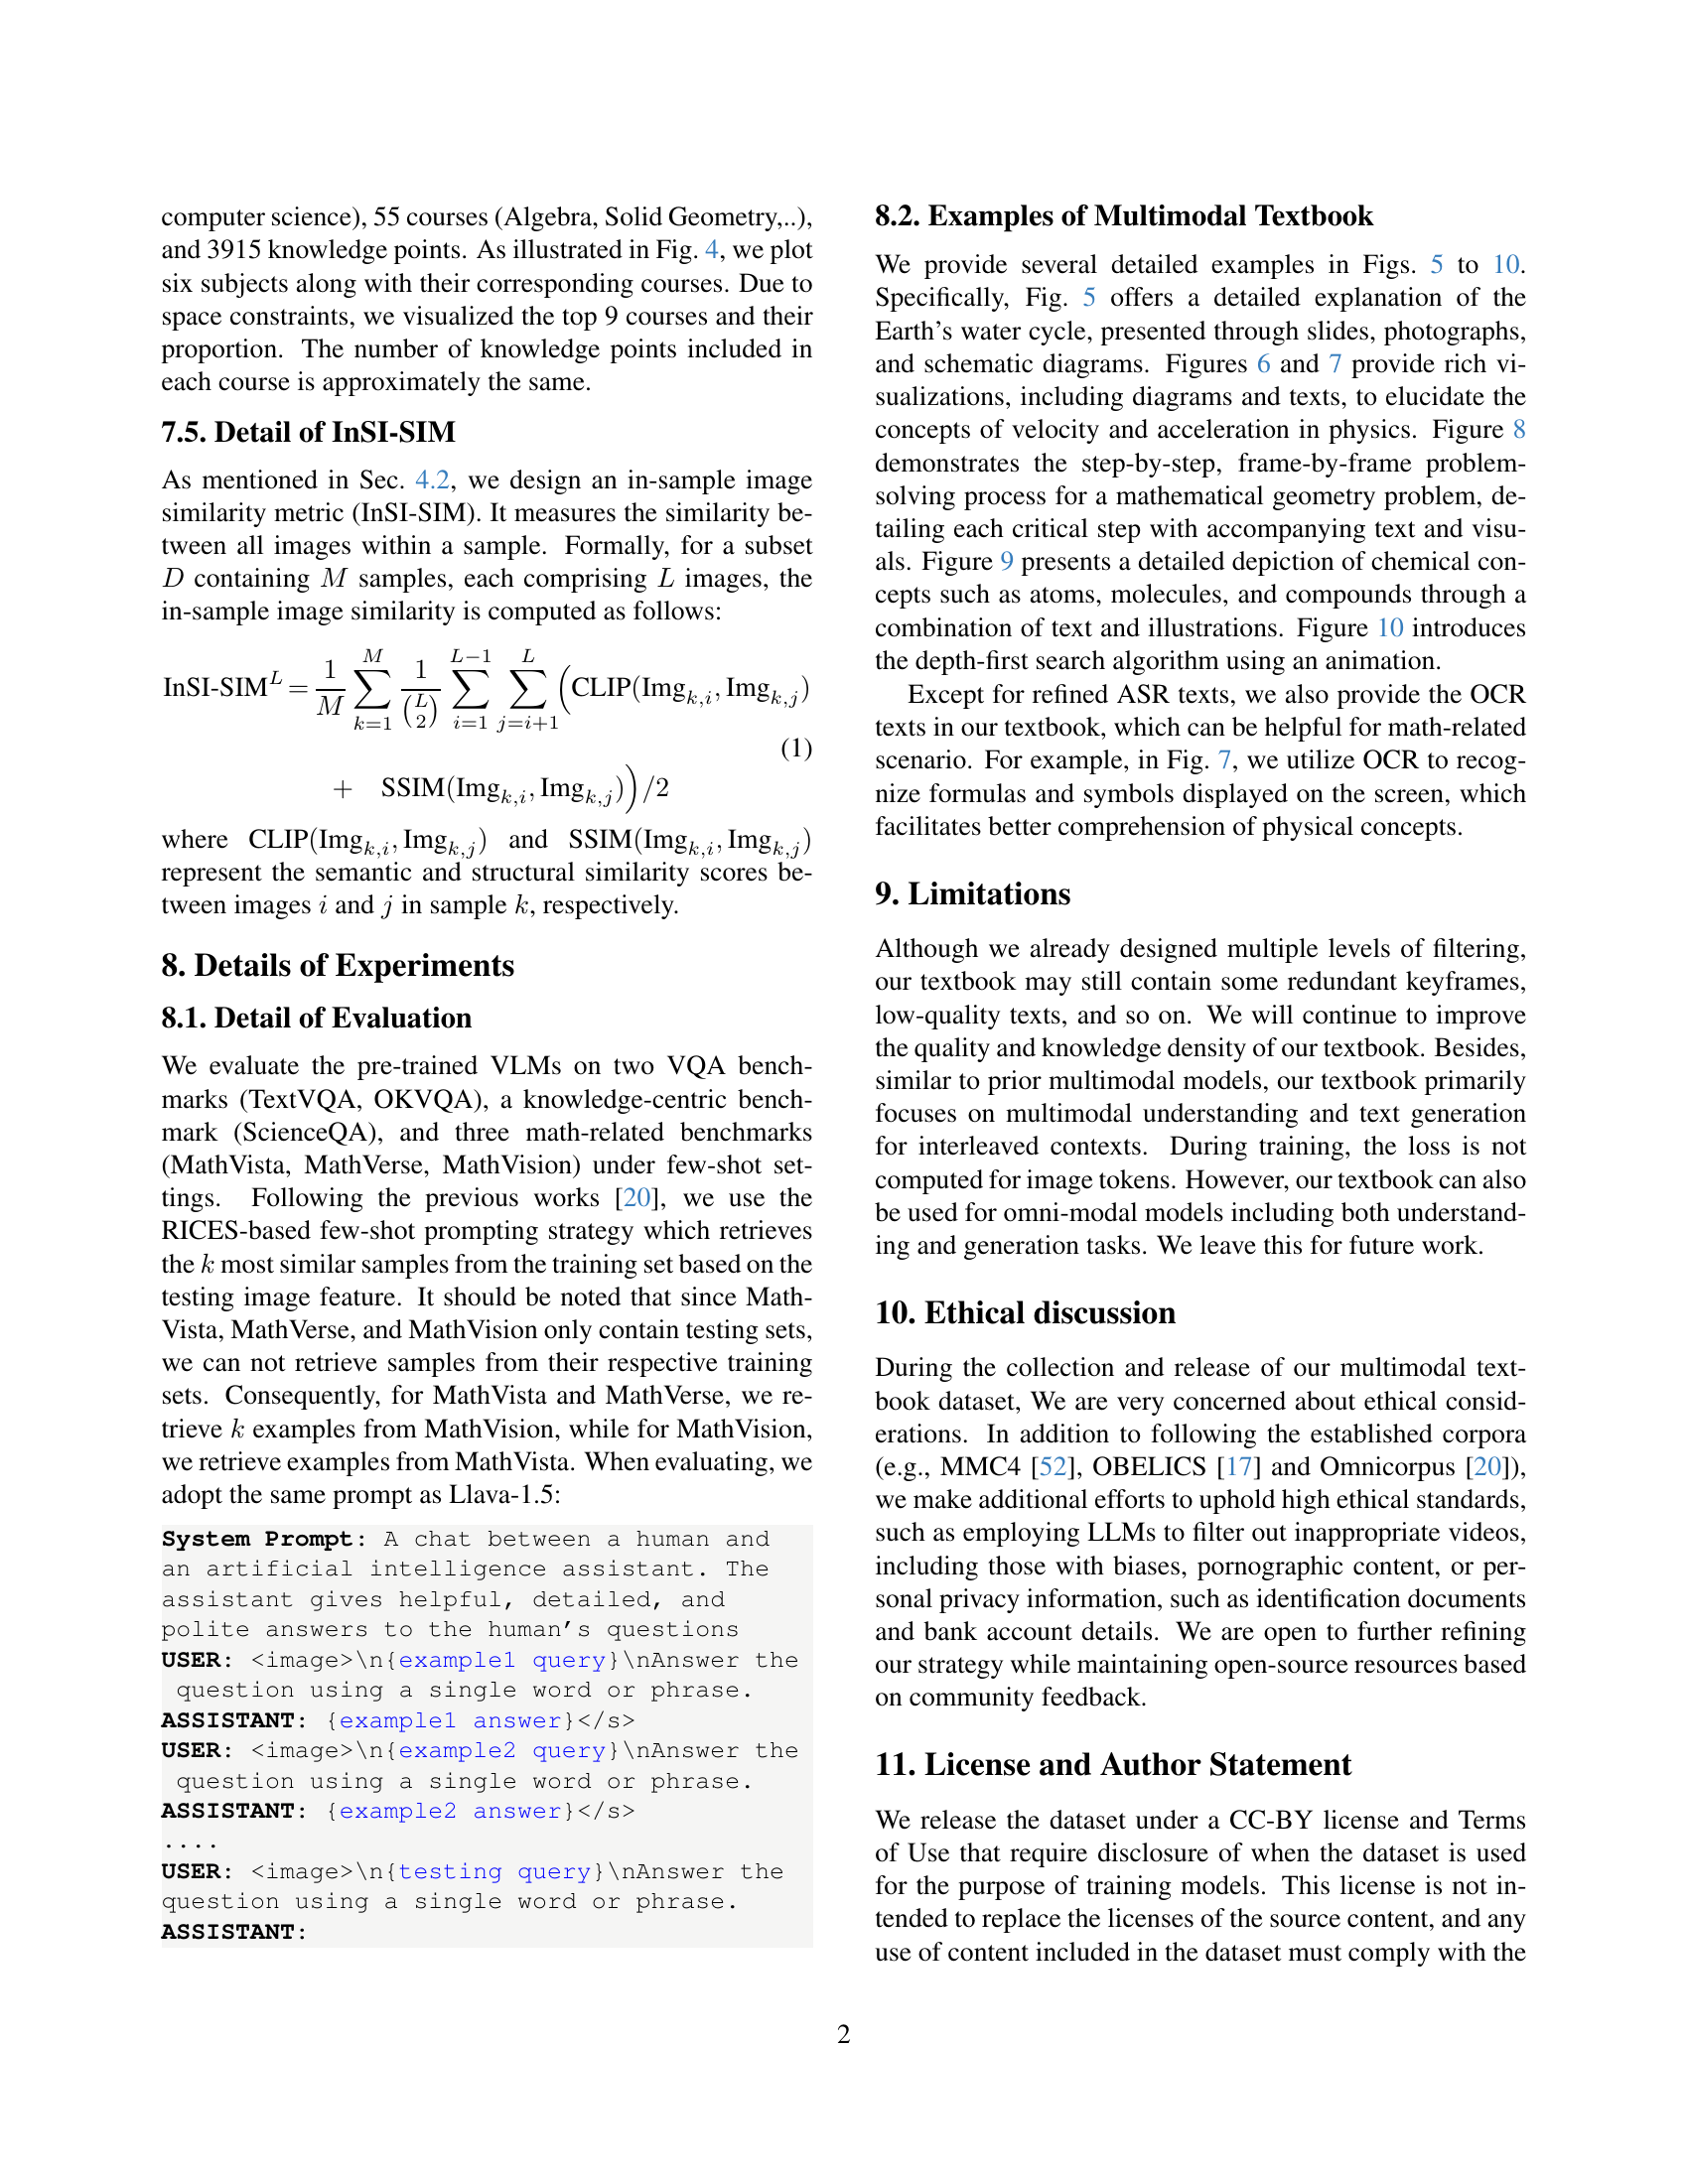 computer science), 55 courses (Algebra, Solid Geometry,..),
and 3915 knowledge points. As illustrated in Fig. 4, we plot
six subjects along with their corresponding courses. Due to
space constraints, we visualized the top 9 courses and their
proportion. The number of knowledge points included in
each course is approximately the same.
7.5. Detail of InSI-SIM
As mentioned in Sec. 4.2, we design an in-sample image
similarity metric (InSI-SIM). It measures the similarity be-
tween all images within a sample. Formally, for a subset
D containing M samples, each comprising L images, the
in-sample image similarity is computed as follows:
$$\text{InSI-SIM}^L = \frac{1}{M} \sum_{k=1}^{M} \frac{1}{\binom{L}{2}} \sum_{i=1}^{L-1} \sum_{j=i+1}^{L} \Big( \text{CLIP}(\text{Img}_{k,i}, \text{Img}_{k,j})$$
(1)
$$+ \quad \text{SSIM}(\text{Img}_{k,i}, \text{Img}_{k,j}) \Big) / 2$$
where CLIP(Img_{k,i}, Img_{k,j}) and SSIM(Img_{k,i}, Img_{k,j})
represent the semantic and structural similarity scores be-
tween images i and j in sample k, respectively.
8. Details of Experiments
8.1. Detail of Evaluation
We evaluate the pre-trained VLMs on two VQA bench-
marks (TextVQA, OKVQA), a knowledge-centric bench-
mark (ScienceQA), and three math-related benchmarks
(MathVista, MathVerse, MathVision) under few-shot set-
tings. Following the previous works [20], we use the
RICES-based few-shot prompting strategy which retrieves
the k most similar samples from the training set based on the
testing image feature. It should be noted that since Math-
Vista, MathVerse, and MathVision only contain testing sets,
we can not retrieve samples from their respective training
sets. Consequently, for MathVista and MathVerse, we re-
trieve k examples from MathVision, while for MathVision,
we retrieve examples from MathVista. When evaluating, we
adopt the same prompt as Llava-1.5:
System Prompt: A chat between a human and
an artificial intelligence assistant. The
assistant gives helpful, detailed, and
polite answers to the human's questions
USER: <image>\n{example1 query}\nAnswer the
question using a single word or phrase.
ASSISTANT: {example1 answer}</s>
USER: <image>\n{example2 query}\nAnswer the
question using a single word or phrase.
ASSISTANT: {example2 answer}</s>
....
USER: <image>\n{testing query}\nAnswer the
question using a single word or phrase.
ASSISTANT:
8.2. Examples of Multimodal Textbook
We provide several detailed examples in Figs. 5 to 10.
Specifically, Fig. 5 offers a detailed explanation of the
Earth's water cycle, presented through slides, photographs,
and schematic diagrams. Figures 6 and 7 provide rich vi-
sualizations, including diagrams and texts, to elucidate the
concepts of velocity and acceleration in physics. Figure 8
demonstrates the step-by-step, frame-by-frame problem-
solving process for a mathematical geometry problem, de-
tailing each critical step with accompanying text and visu-
als. Figure 9 presents a detailed depiction of chemical con-
cepts such as atoms, molecules, and compounds through a
combination of text and illustrations. Figure 10 introduces
the depth-first search algorithm using an animation.
Except for refined ASR texts, we also provide the OCR
texts in our textbook, which can be helpful for math-related
scenario. For example, in Fig. 7, we utilize OCR to recog-
nize formulas and symbols displayed on the screen, which
facilitates better comprehension of physical concepts.
9. Limitations
Although we already designed multiple levels of filtering,
our textbook may still contain some redundant keyframes,
low-quality texts, and so on. We will continue to improve
the quality and knowledge density of our textbook. Besides,
similar to prior multimodal models, our textbook primarily
focuses on multimodal understanding and text generation
for interleaved contexts. During training, the loss is not
computed for image tokens. However, our textbook can also
be used for omni-modal models including both understand-
ing and generation tasks. We leave this for future work.
10. Ethical discussion
During the collection and release of our multimodal text-
book dataset, We are very concerned about ethical consid-
erations. In addition to following the established corpora
(e.g., MMC4 [52], OBELICS [17] and Omnicorpus [20]),
we make additional efforts to uphold high ethical standards,
such as employing LLMs to filter out inappropriate videos,
including those with biases, pornographic content, or per-
sonal privacy information, such as identification documents
and bank account details. We are open to further refining
our strategy while maintaining open-source resources based
on community feedback.
11. License and Author Statement
We release the dataset under a CC-BY license and Terms
of Use that require disclosure of when the dataset is used
for the purpose of training models. This license is not in-
tended to replace the licenses of the source content, and any
use of content included in the dataset must comply with the
2